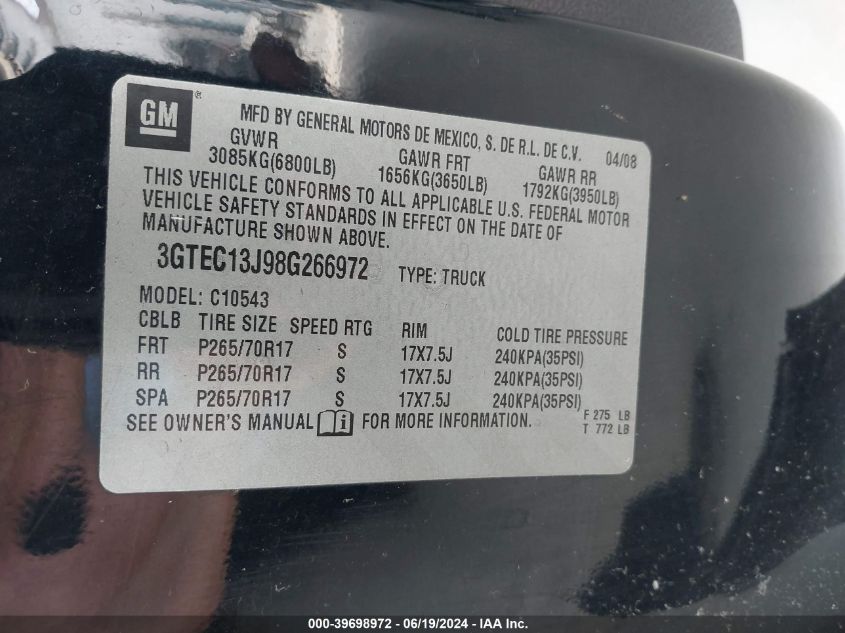 GM ®
MFD BY GENERAL MOTORS DE MEXICO, S. DE R.L. DE C.V. 04/08
GVWR GAWR FRT GAWR RR
3085KG(6800LB) 1656KG(3650LB) 1792KG(3950LB)
THIS VEHICLE CONFORMS TO ALL APPLICABLE U.S. FEDERAL MOTOR
VEHICLE SAFETY STANDARDS IN EFFECT ON THE DATE OF
MANUFACTURE SHOWN ABOVE.
3GTEC13J98G266972 TYPE: TRUCK
MODEL: C10543
CBLB TIRE SIZE SPEED RTG RIM COLD TIRE PRESSURE
FRT P265/70R17 S 17X7.5J 240KPA(35PSI)
RR P265/70R17 S 17X7.5J 240KPA(35PSI)
SPA P265/70R17 S 17X7.5J 240KPA(35PSI)
SEE OWNER'S MANUAL i FOR MORE INFORMATION.
F 275 LB
T 772 LB
000-39698972 - 06/19/2024 - IAA Inc.